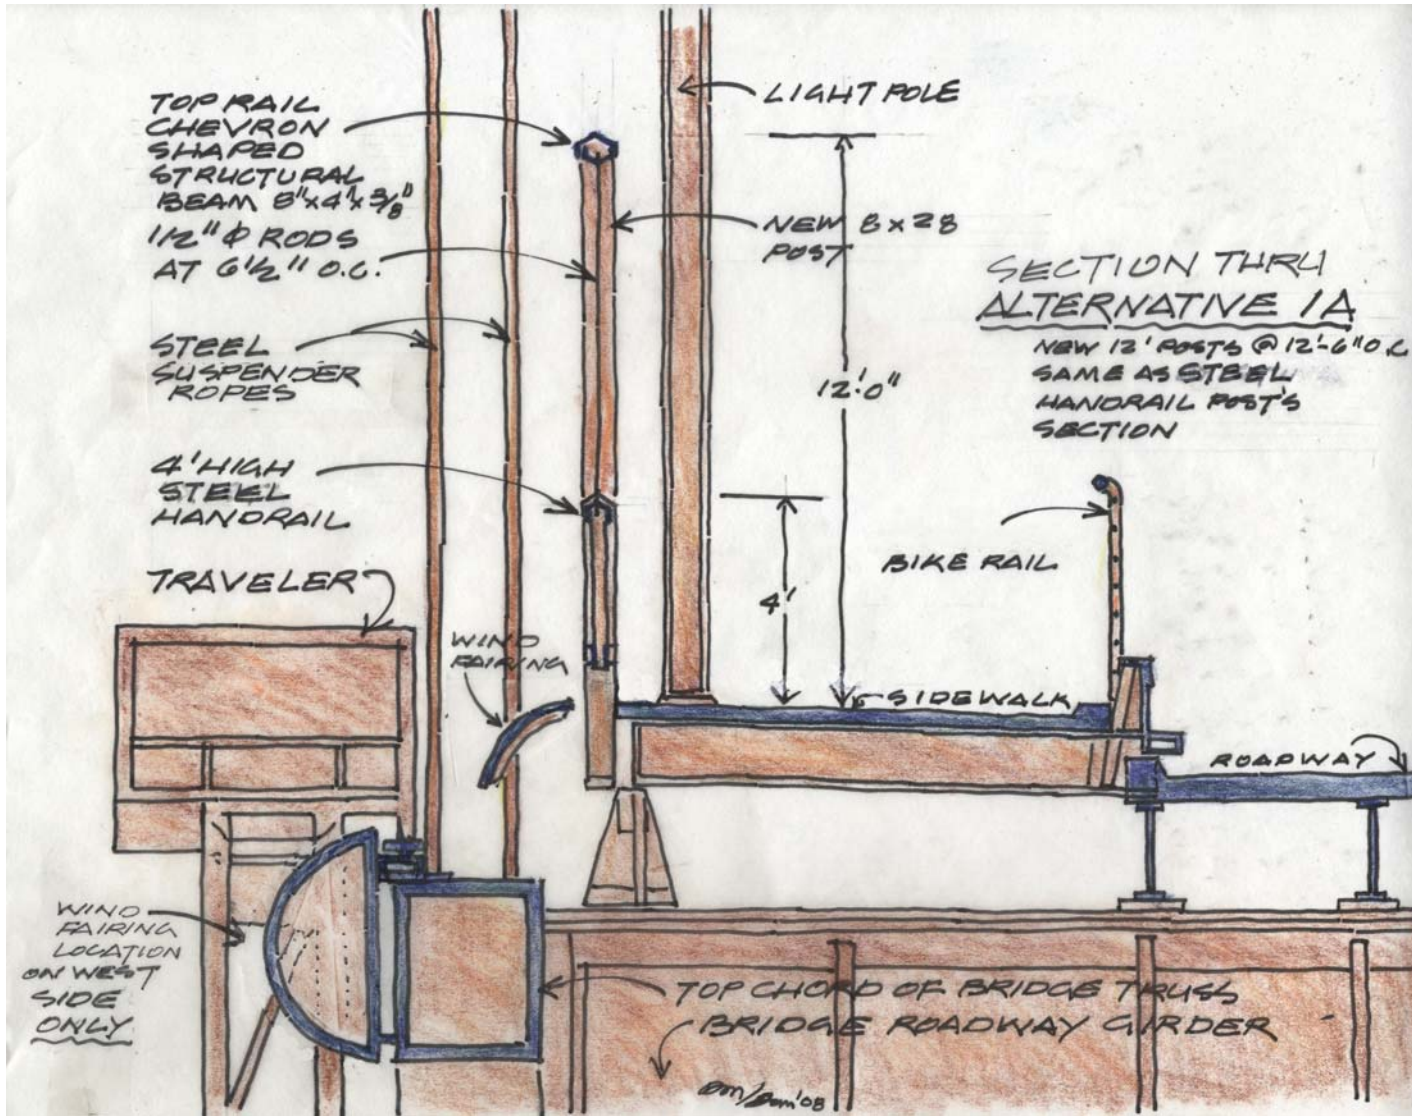 TOP RAIL
CHEVRON
SHAPED
STRUCTURAL
BEAM 8"x4"x3/8"
1 1/2" Φ RODS
AT 6 1/2" O.C.
STEEL
SUSPENDER
ROPES
4' HIGH
STEEL
HANDRAIL
TRAVELER
WIND
FAIRING
WIND
FAIRING
LOCATION
ON WEST
SIDE
ONLY
LIGHT POLE
NEW 8x28
POST
12'-0"
4'
SECTION THRU
ALTERNATIVE 1A
NEW 12' POSTS @ 12'-6" O.C.
SAME AS STEEL
HANDRAIL POST'S
SECTION
BIKE RAIL
SIDEWALK
ROADWAY
TOP CHORD OF BRIDGE TRUSS
BRIDGE ROADWAY GIRDER
'08